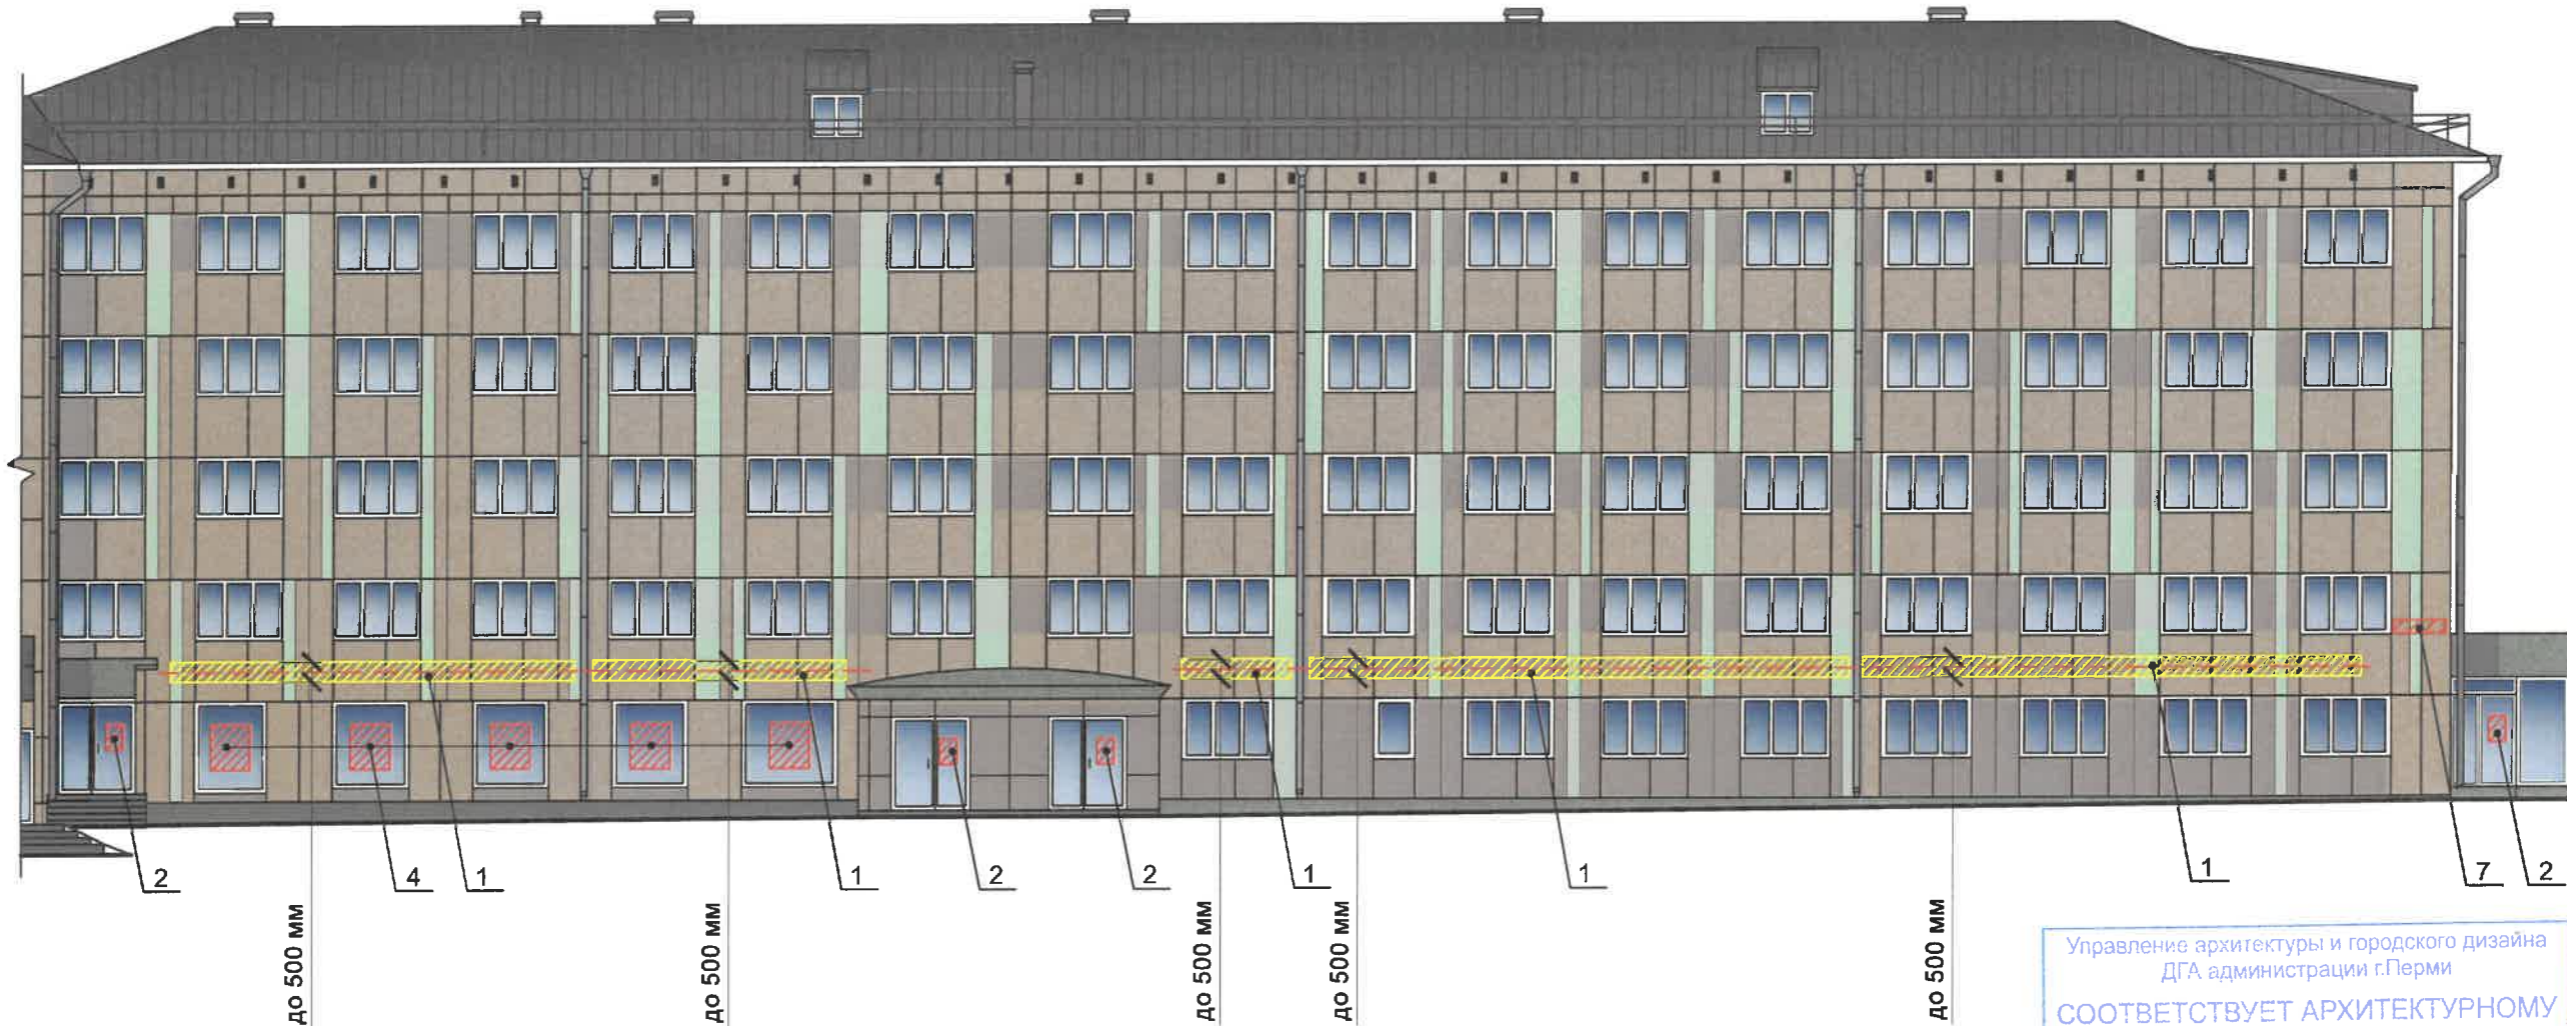 2
4
1
1
2
2
1
1
1
7
2
до 500 мм
до 500 мм
до 500 мм
до 500 мм
до 500 мм
Управление архитектуры и городского дизайна
ДГА администрации г.Перми
СООТВЕТСТВУЕТ АРХИТЕКТУРНОМУ